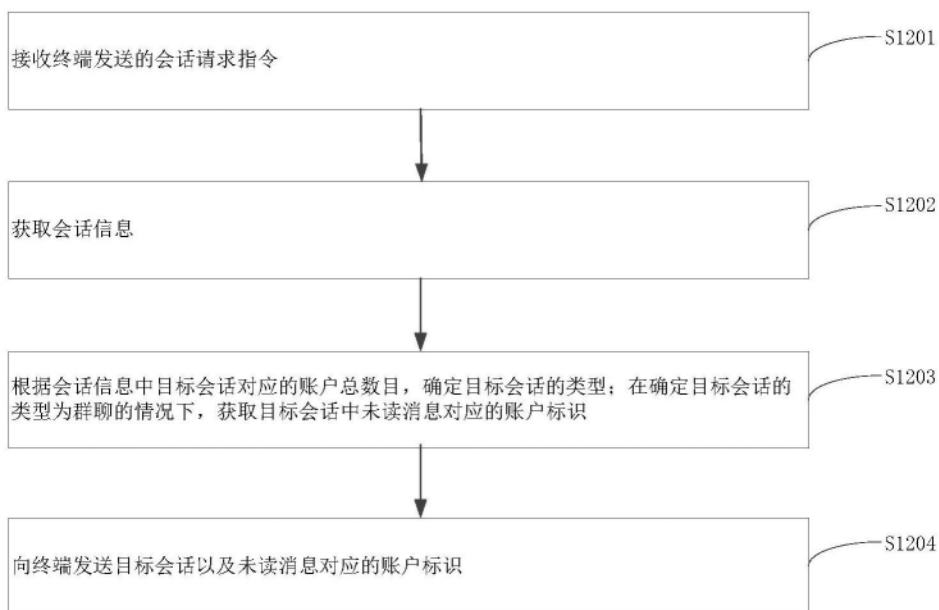 接收终端发送的会话请求指令
S1201
获取会话信息
S1202
根据会话信息中目标会话对应的账户总数目，确定目标会话的类型；在确定目标会话的
类型为群聊的情况下，获取目标会话中未读消息对应的账户标识
S1203
向终端发送目标会话以及未读消息对应的账户标识
S1204